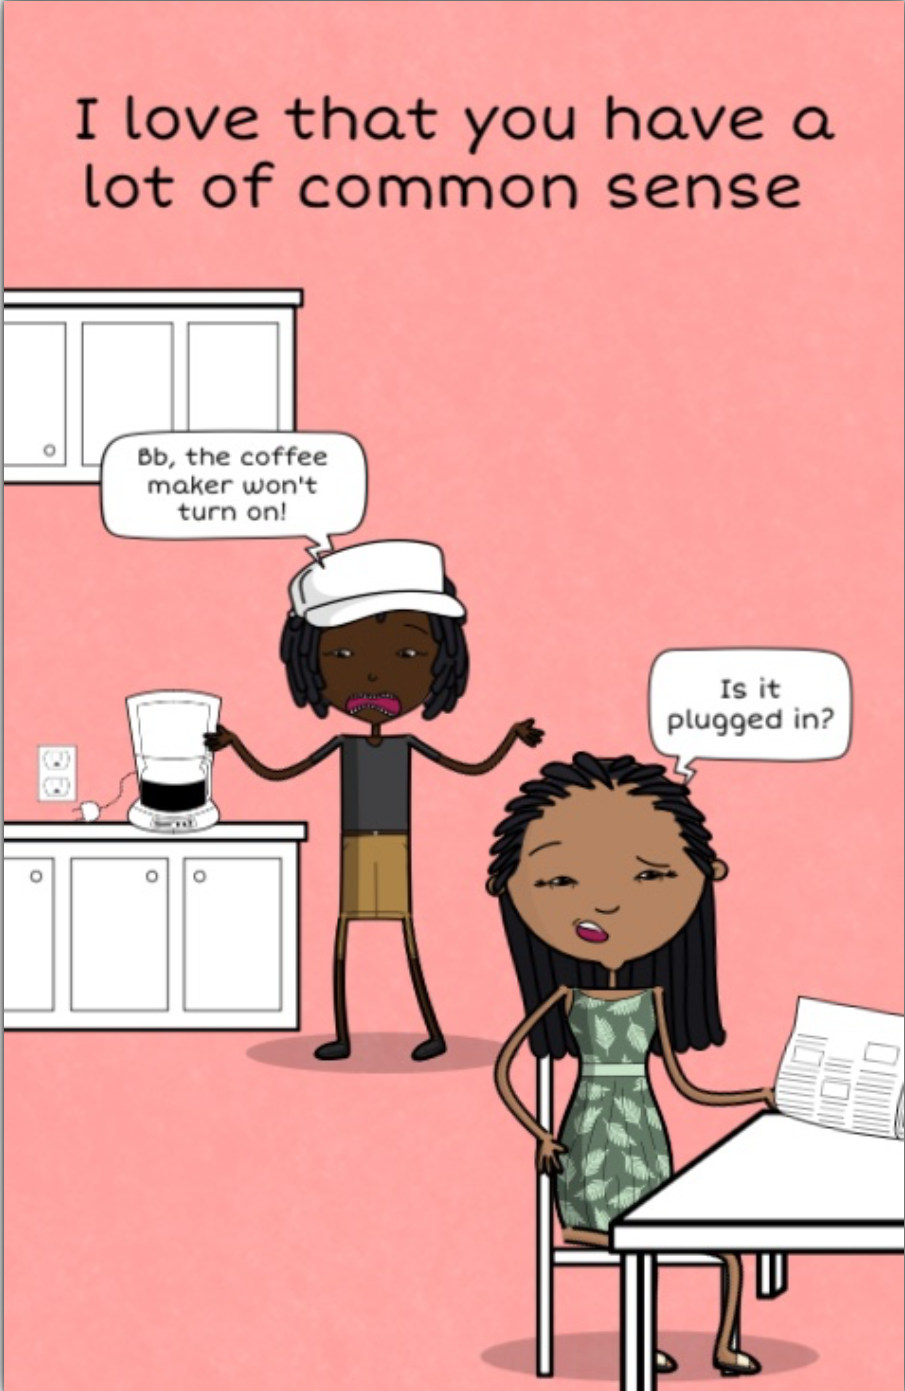 I love that you have a
lot of common sense
Bb, the coffee
maker won't
turn on!
Is it
plugged in?